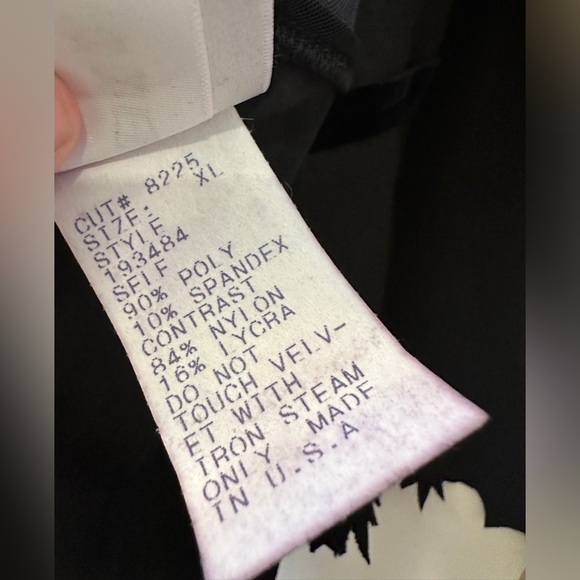 CUT# 8225
SIZE. XL
STYLE
193484
SELF
90% POLY
10% SPANDEX
CONTRAST
84% NYLON
16% LYCRA
DO NOT
TOUCH VELV-
ET WITH
IRON STEAM
ONLY. MADE
IN U.S.A